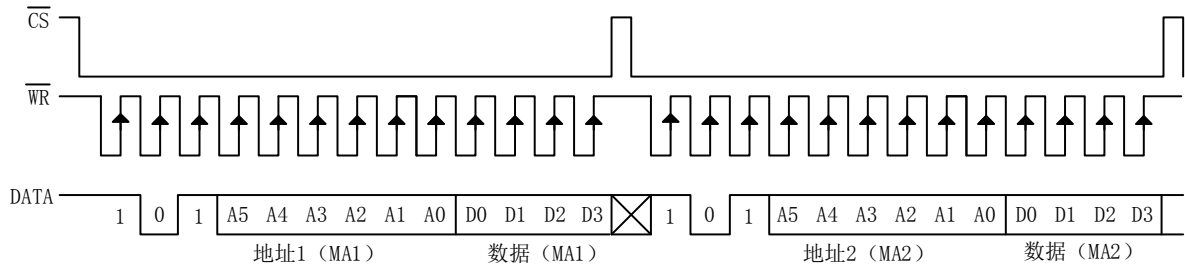 CS
WR
DATA 1 0 1 A5 A4 A3 A2 A1 A0 D0 D1 D2 D3 1 0 1 A5 A4 A3 A2 A1 A0 D0 D1 D2 D3
地址1（MA1） 数据（MA1） 地址2（MA2） 数据（MA2）